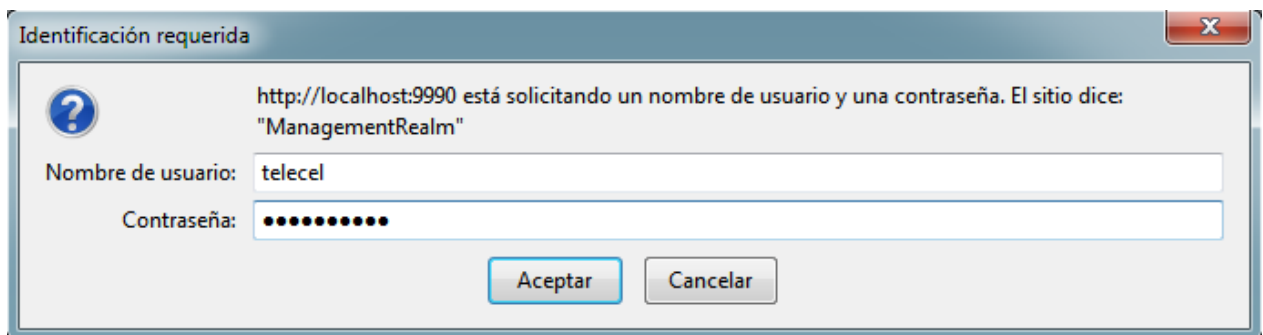 Identificación requerida
http://localhost:9990 está solicitando un nombre de usuario y una contraseña. El sitio dice:
"ManagementRealm"
Nombre de usuario: telecel
Contraseña: ●●●●●●●●●●
Aceptar Cancelar